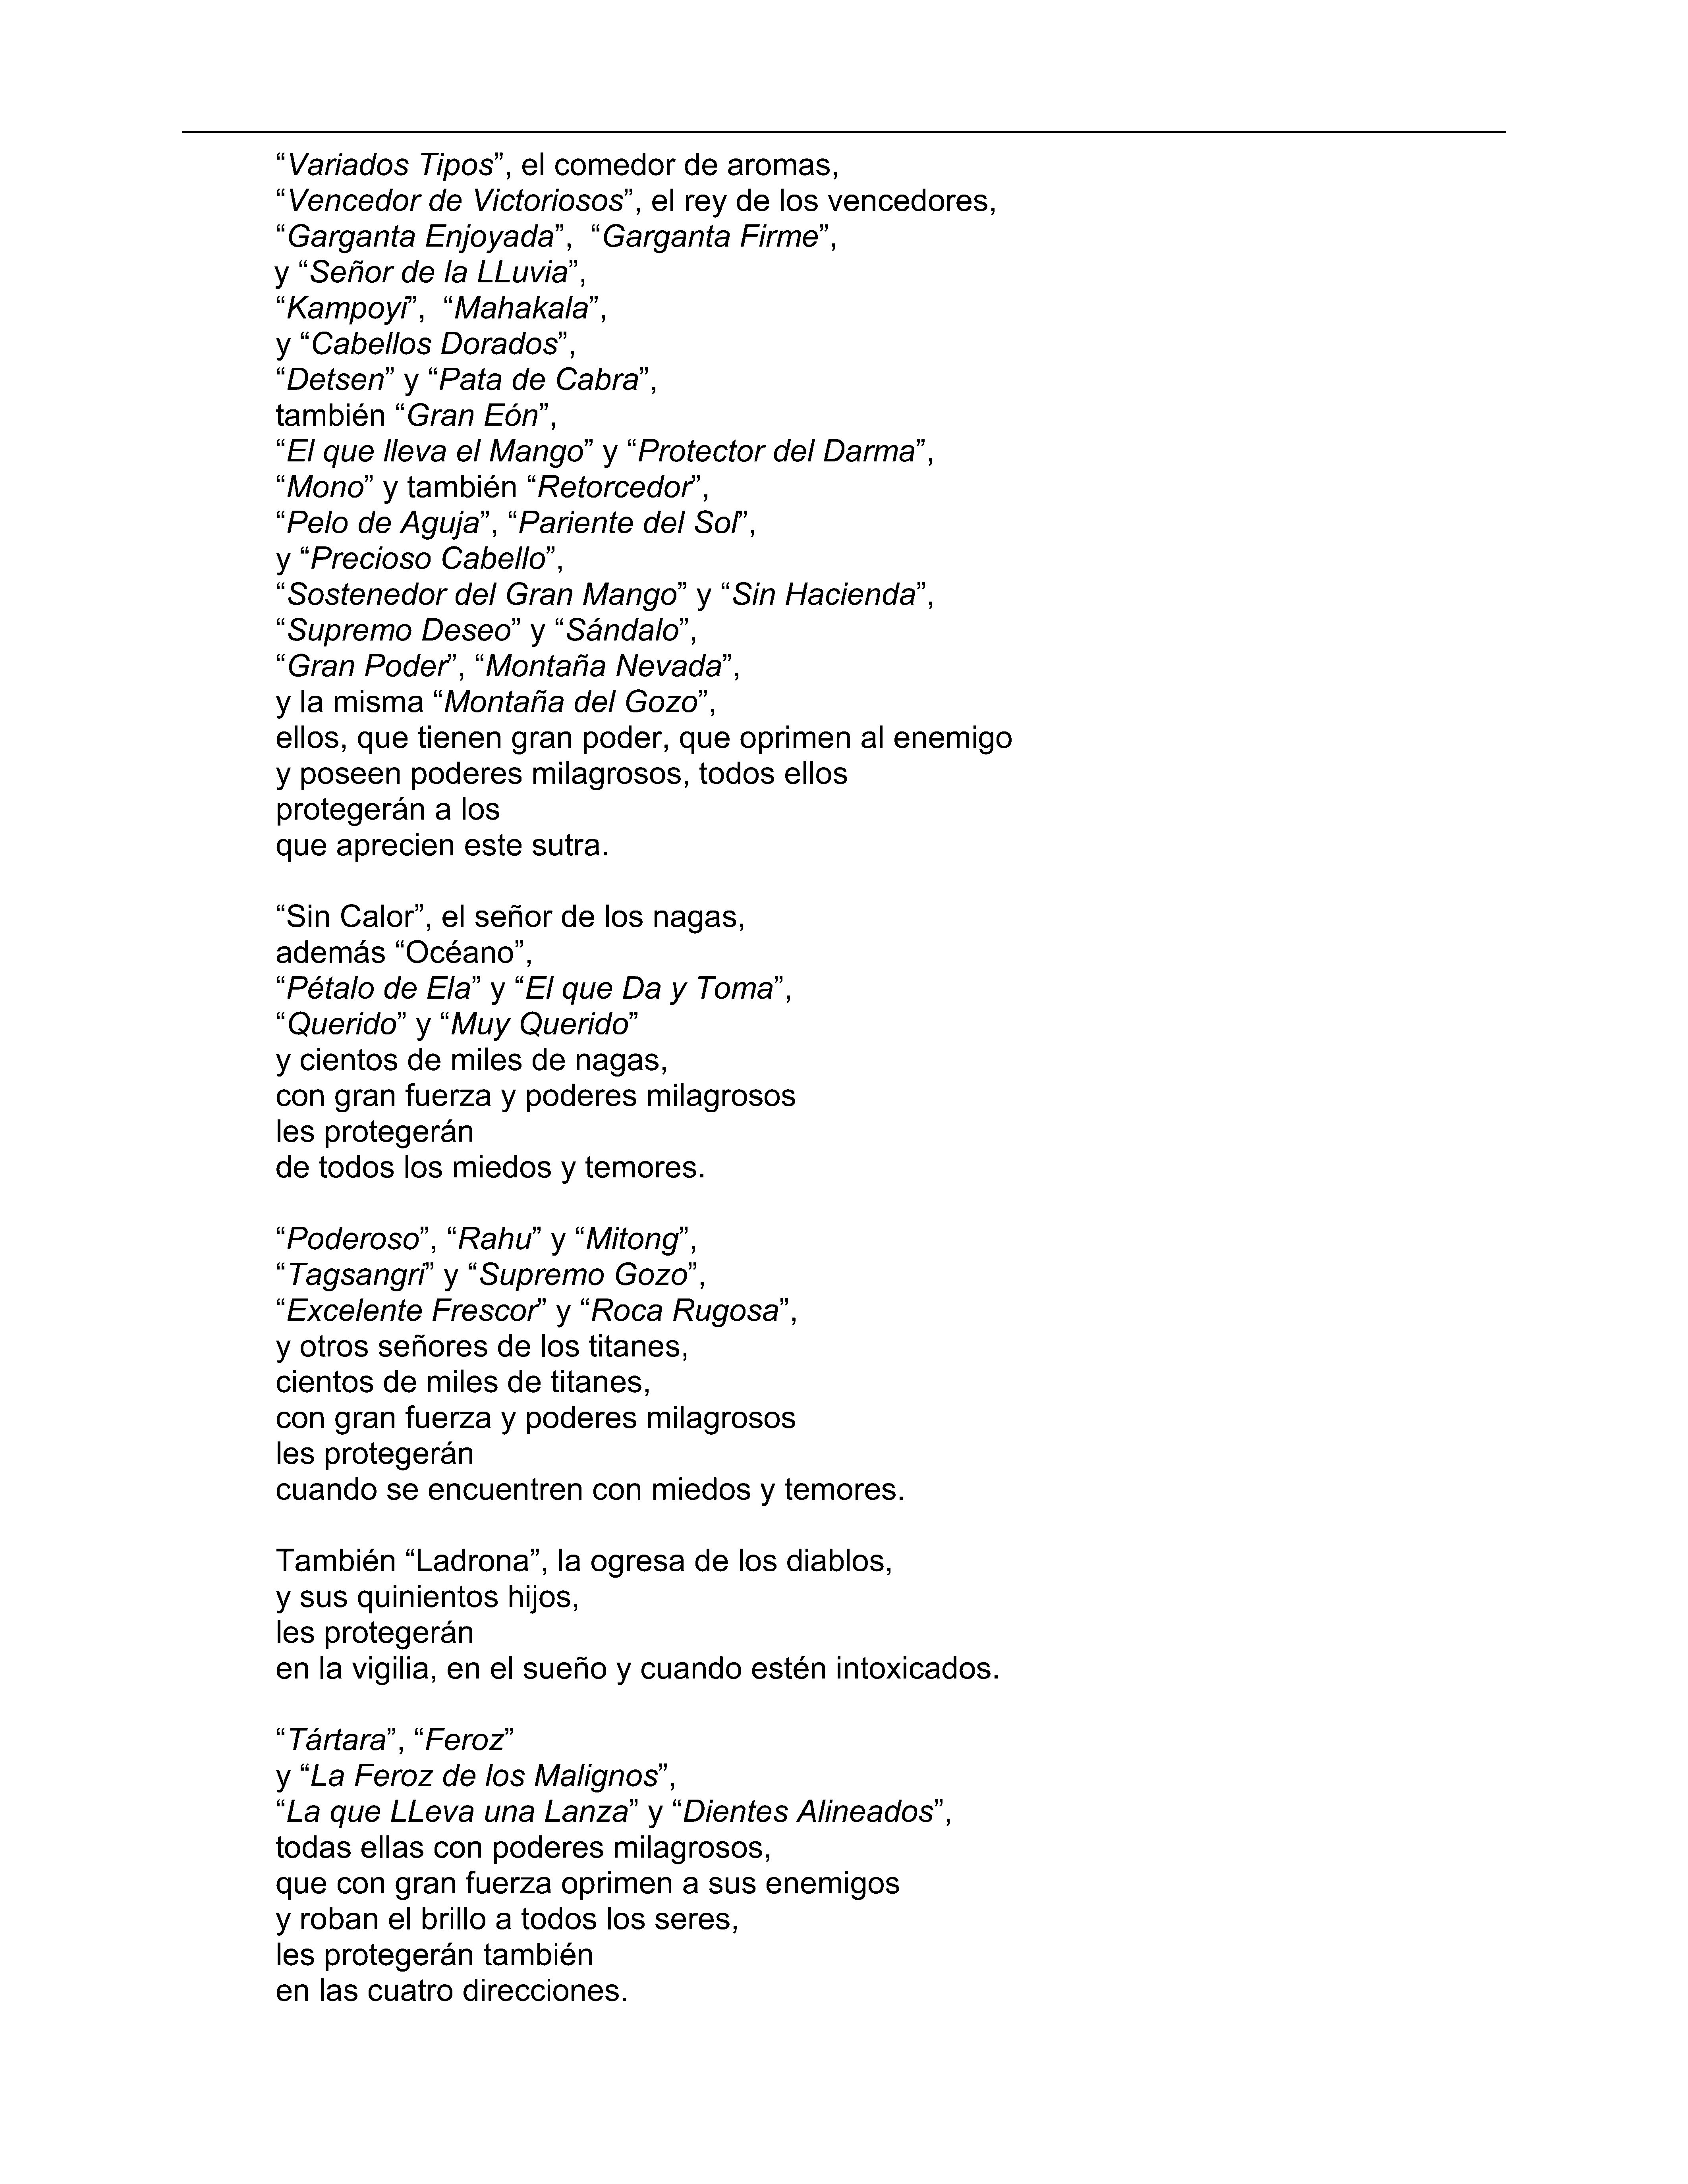 “Variados Tipos”, el comedor de aromas,
“Vencedor de Victoriosos”, el rey de los vencedores,
“Garganta Enjoyada”,  “Garganta Firme”,
y “Señor de la LLuvia”,
“Kampoyi”,  “Mahakala”,
y “Cabellos Dorados”,
“Detsen” y “Pata de Cabra”,
también “Gran Eón”,
“El que lleva el Mango” y “Protector del Darma”,
“Mono” y también “Retorcedor”,
“Pelo de Aguja”, “Pariente del Sol”,
y “Precioso Cabello”,
“Sostenedor del Gran Mango” y “Sin Hacienda”,
“Supremo Deseo” y “Sándalo”,
“Gran Poder”, “Montaña Nevada”,
y la misma “Montaña del Gozo”,
ellos, que tienen gran poder, que oprimen al enemigo
y poseen poderes milagrosos, todos ellos
protegerán a los
que aprecien este sutra.

“Sin Calor”, el señor de los nagas,
además “Océano”,
“Pétalo de Ela” y “El que Da y Toma”,
“Querido” y “Muy Querido”
y cientos de miles de nagas,
con gran fuerza y poderes milagrosos
les protegerán
de todos los miedos y temores.

“Poderoso”, “Rahu” y “Mitong”,
“Tagsangri” y “Supremo Gozo”,
“Excelente Frescor” y “Roca Rugosa”,
y otros señores de los titanes,
cientos de miles de titanes,
con gran fuerza y poderes milagrosos
les protegerán
cuando se encuentren con miedos y temores.

También “Ladrona”, la ogresa de los diablos,
y sus quinientos hijos,
les protegerán
en la vigilia, en el sueño y cuando estén intoxicados.

“Tártara”, “Feroz”
y “La Feroz de los Malignos”,
“La que LLeva una Lanza” y “Dientes Alineados”,
todas ellas con poderes milagrosos,
que con gran fuerza oprimen a sus enemigos
y roban el brillo a todos los seres,
les protegerán también
en las cuatro direcciones.